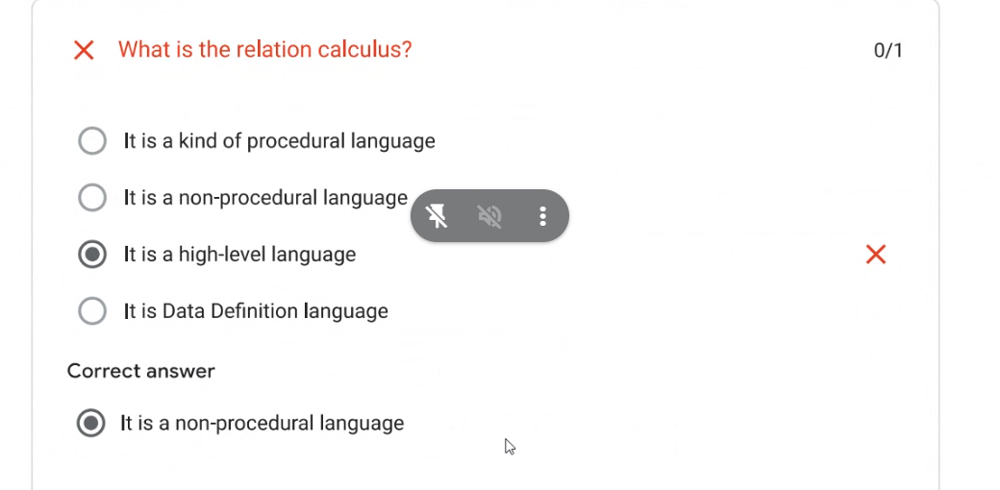 What is the relation calculus?
0/1
It is a kind of procedural language
It is a non-procedural language
It is a high-level language
It is Data Definition language
Correct answer
It is a non-procedural language